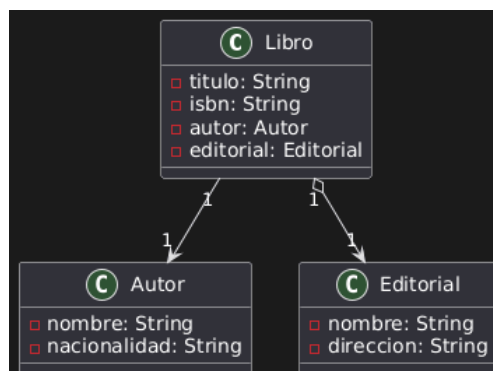 C Libro
titulo: String
isbn: String
autor: Autor
editorial: Editorial
1 1
1 1
C Autor
nombre: String
nacionalidad: String
C Editorial
nombre: String
direccion: String